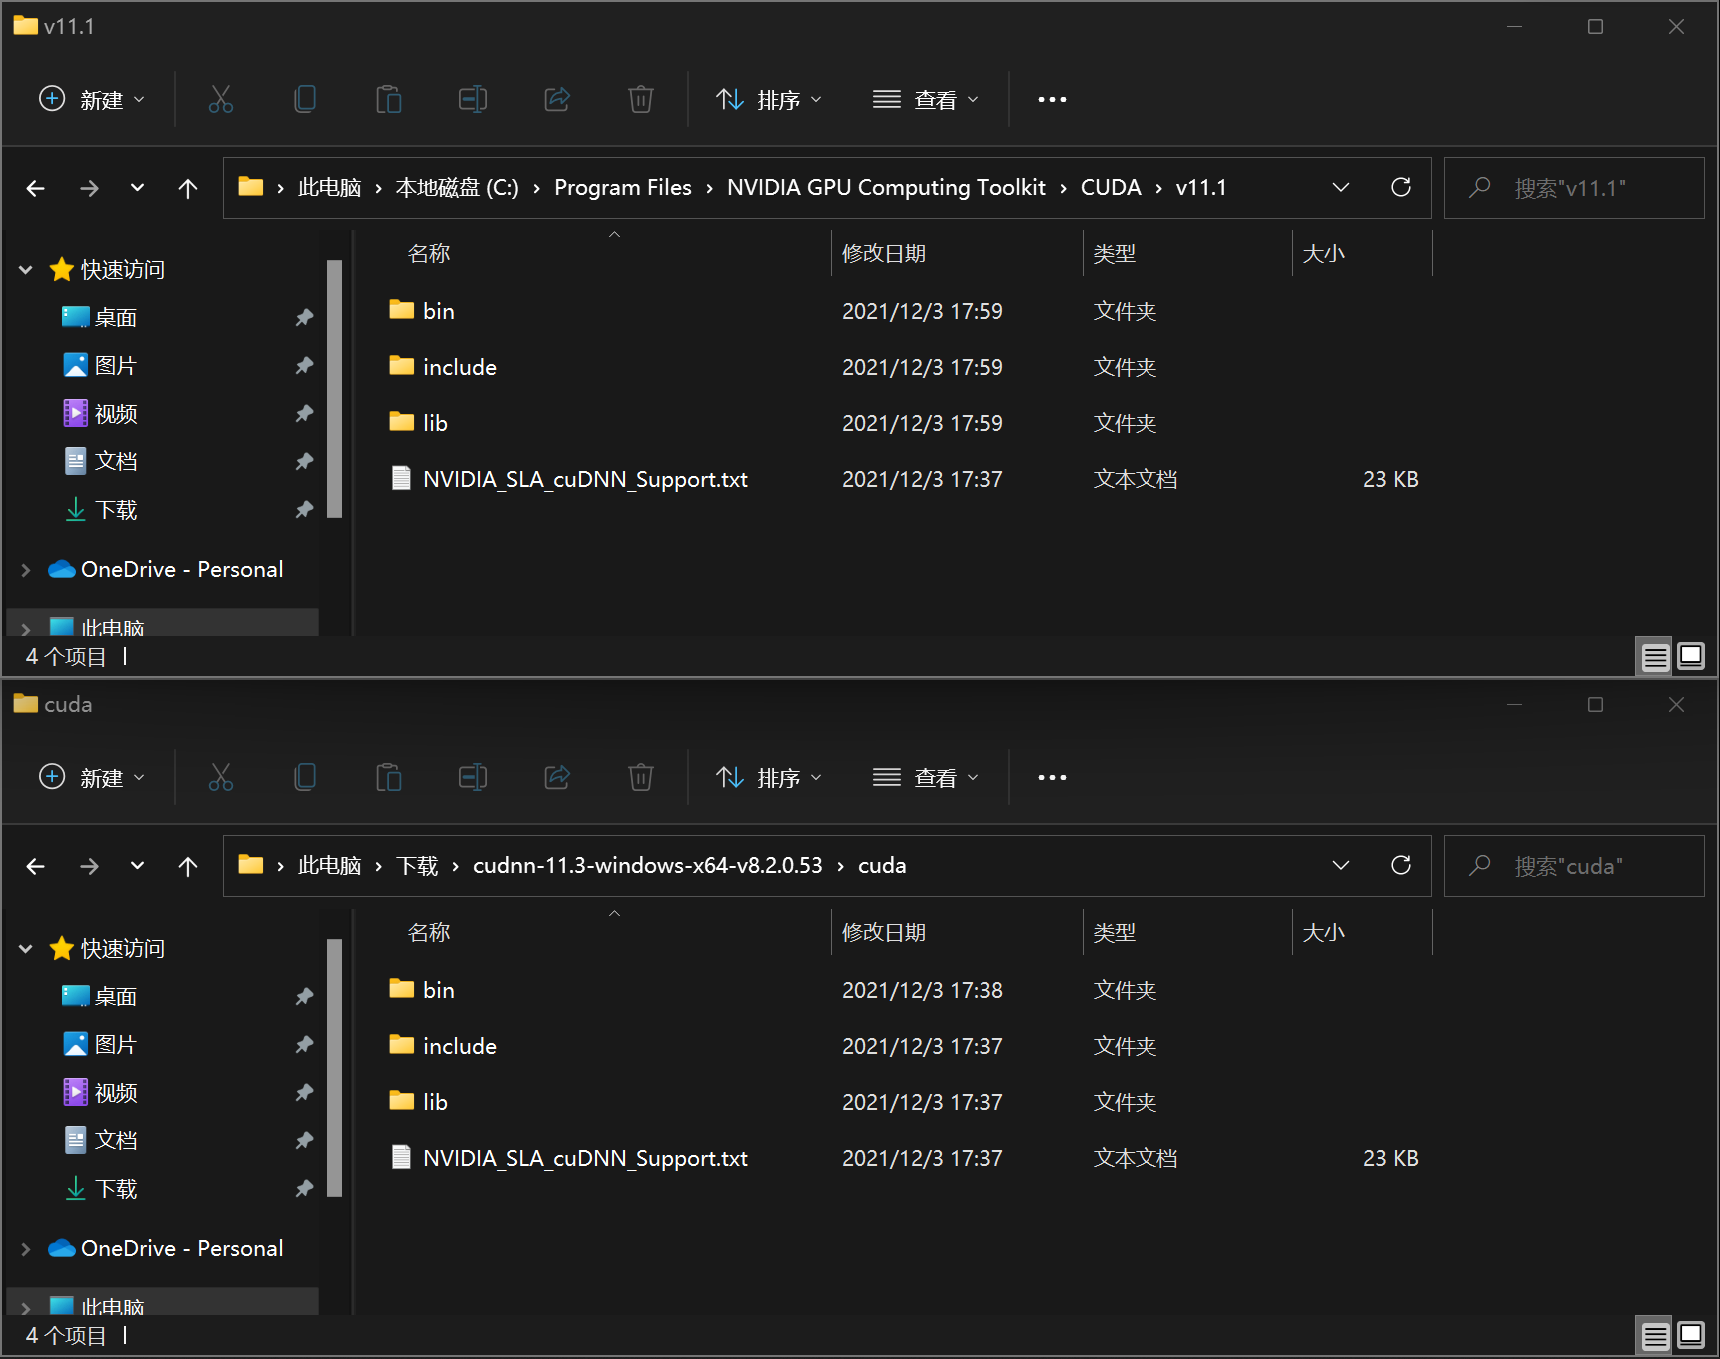 v11.1
新建 排序 查看
此电脑 › 本地磁盘 (C:) › Program Files › NVIDIA GPU Computing Toolkit › CUDA › v11.1
搜索"v11.1"
快速访问
桌面
图片
视频
文档
下载
OneDrive - Personal
此电脑
名称 修改日期 类型 大小
bin 2021/12/3 17:59 文件夹
include 2021/12/3 17:59 文件夹
lib 2021/12/3 17:59 文件夹
NVIDIA_SLA_cuDNN_Support.txt 2021/12/3 17:37 文本文档 23 KB
4 个项目
cuda
新建 排序 查看
此电脑 › 下载 › cudnn-11.3-windows-x64-v8.2.0.53 › cuda
搜索"cuda"
快速访问
桌面
图片
视频
文档
下载
OneDrive - Personal
此电脑
名称 修改日期 类型 大小
bin 2021/12/3 17:38 文件夹
include 2021/12/3 17:37 文件夹
lib 2021/12/3 17:37 文件夹
NVIDIA_SLA_cuDNN_Support.txt 2021/12/3 17:37 文本文档 23 KB
4 个项目